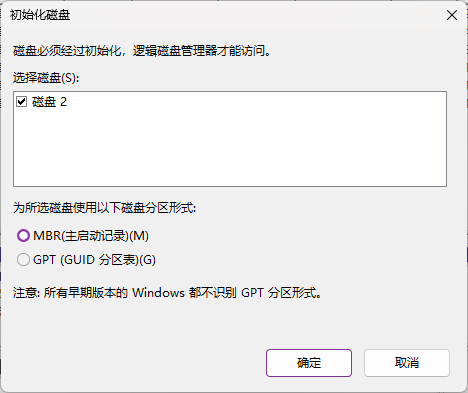 初始化磁盘
磁盘必须经过初始化，逻辑磁盘管理器才能访问。
选择磁盘(S):
磁盘 2
为所选磁盘使用以下磁盘分区形式:
MBR(主启动记录)(M)
GPT (GUID 分区表)(G)
注意: 所有早期版本的 Windows 都不识别 GPT 分区形式。
确定
取消